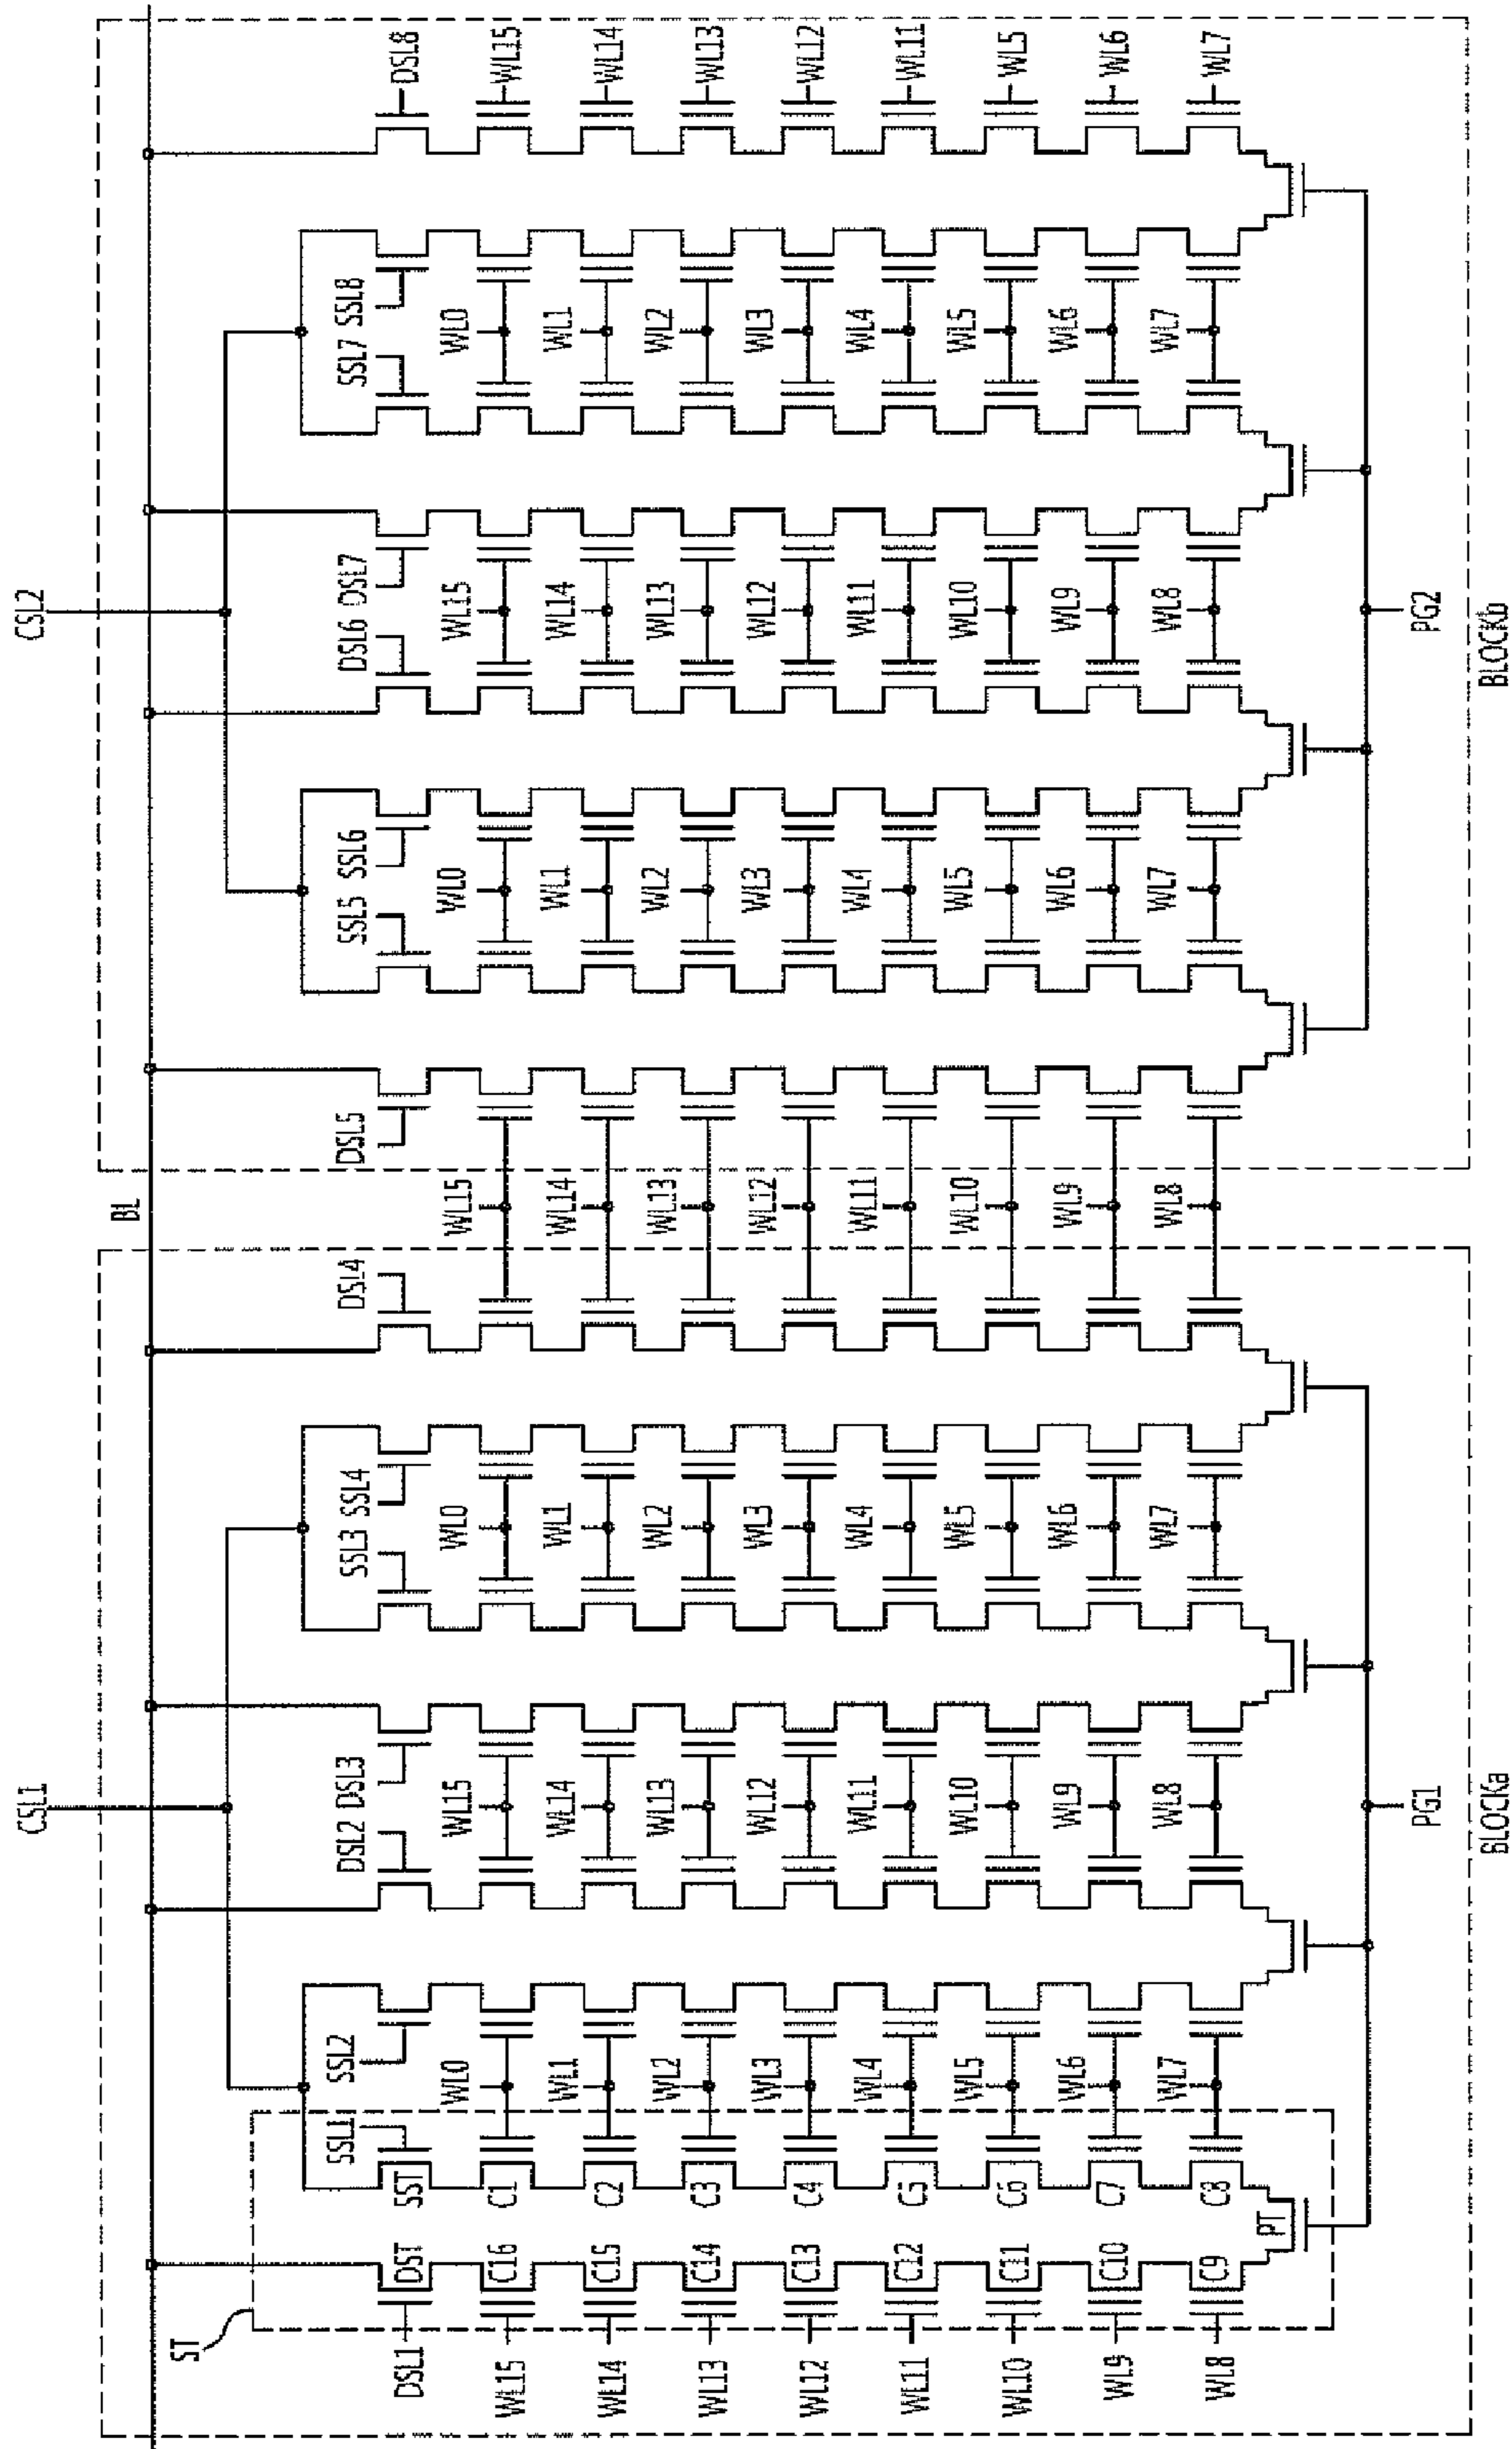 CSL1 CSL2
BL
ST
DSL1 DST SST SSL1 SSL2 DSL2 DSL3 SSL3 SSL4 DSL4 DSL5 SSL5 SSL6 DSL6 DSL7 SSL7 SSL8 DSL8
WL15 C16 C1 WL0 WL15 WL0 WL15 WL0 WL15 WL0 WL15
WL14 C15 C2 WL1 WL14 WL1 WL14 WL1 WL14 WL1 WL14
WL13 C14 C3 WL2 WL13 WL2 WL13 WL2 WL13 WL2 WL13
WL12 C13 C4 WL3 WL12 WL3 WL12 WL3 WL12 WL3 WL12
WL11 C12 C5 WL4 WL11 WL4 WL11 WL4 WL11 WL4 WL11
WL10 C11 C6 WL5 WL10 WL5 WL10 WL5 WL10 WL5 WL5
WL9 C10 C7 WL6 WL9 WL6 WL9 WL6 WL9 WL6 WL6
WL8 C9 C8 WL7 WL8 WL7 WL8 WL7 WL8 WL7 WL7
PT
PG1 PG2
BLOCKa BLOCKb